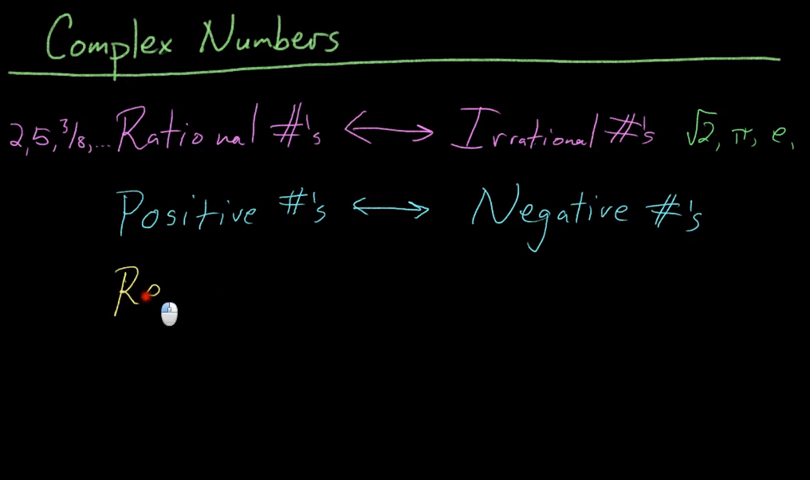 Complex Numbers
2,5,3/8,... Rational #'s ↔ Irrational #'s √2, π, e,
Positive #'s ↔ Negative #'s
Re